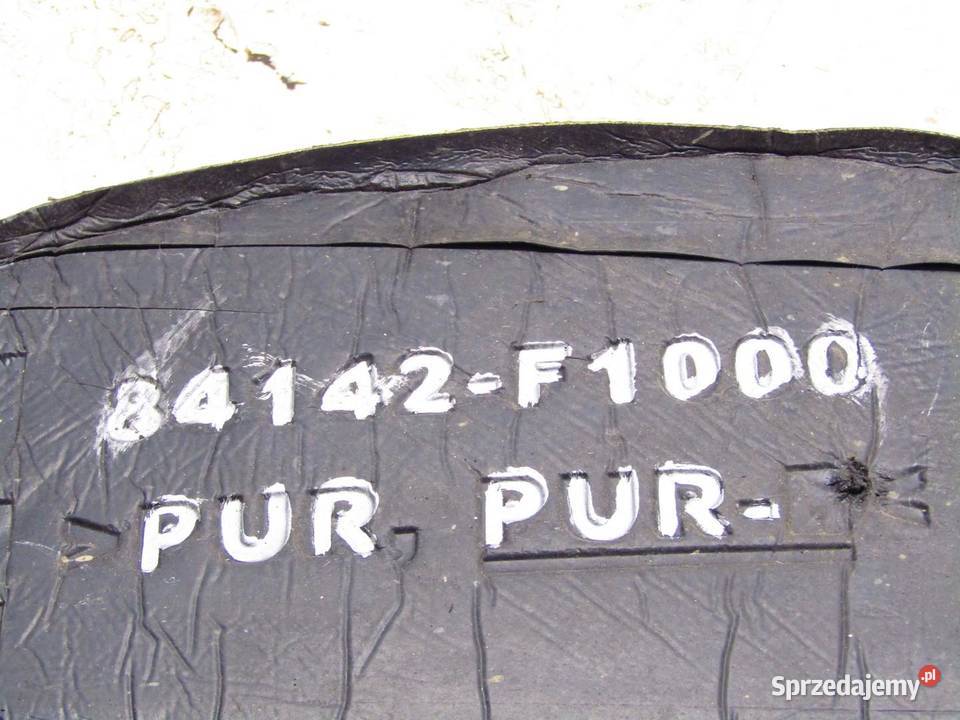 84142-F1000
PUR PUR-
Sprzedajemy.pl